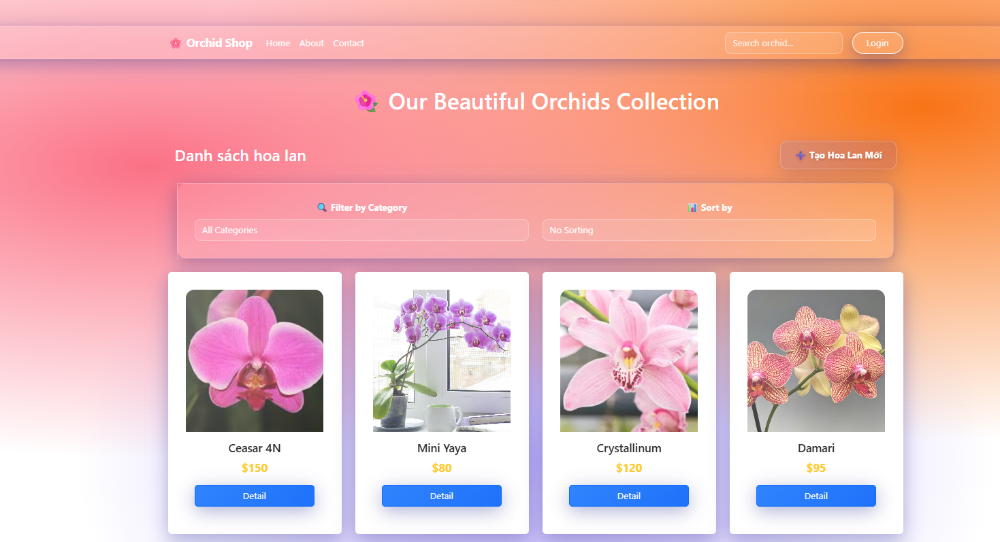 🌸 Orchid Shop Home About Contact Search orchid... Login
🌺 Our Beautiful Orchids Collection
Danh sách hoa lan ➕ Tạo Hoa Lan Mới
🔍 Filter by Category 📊 Sort by
All Categories No Sorting
Ceasar 4N Mini Yaya Crystallinum Damari
$150 $80 $120 $95
Detail Detail Detail Detail